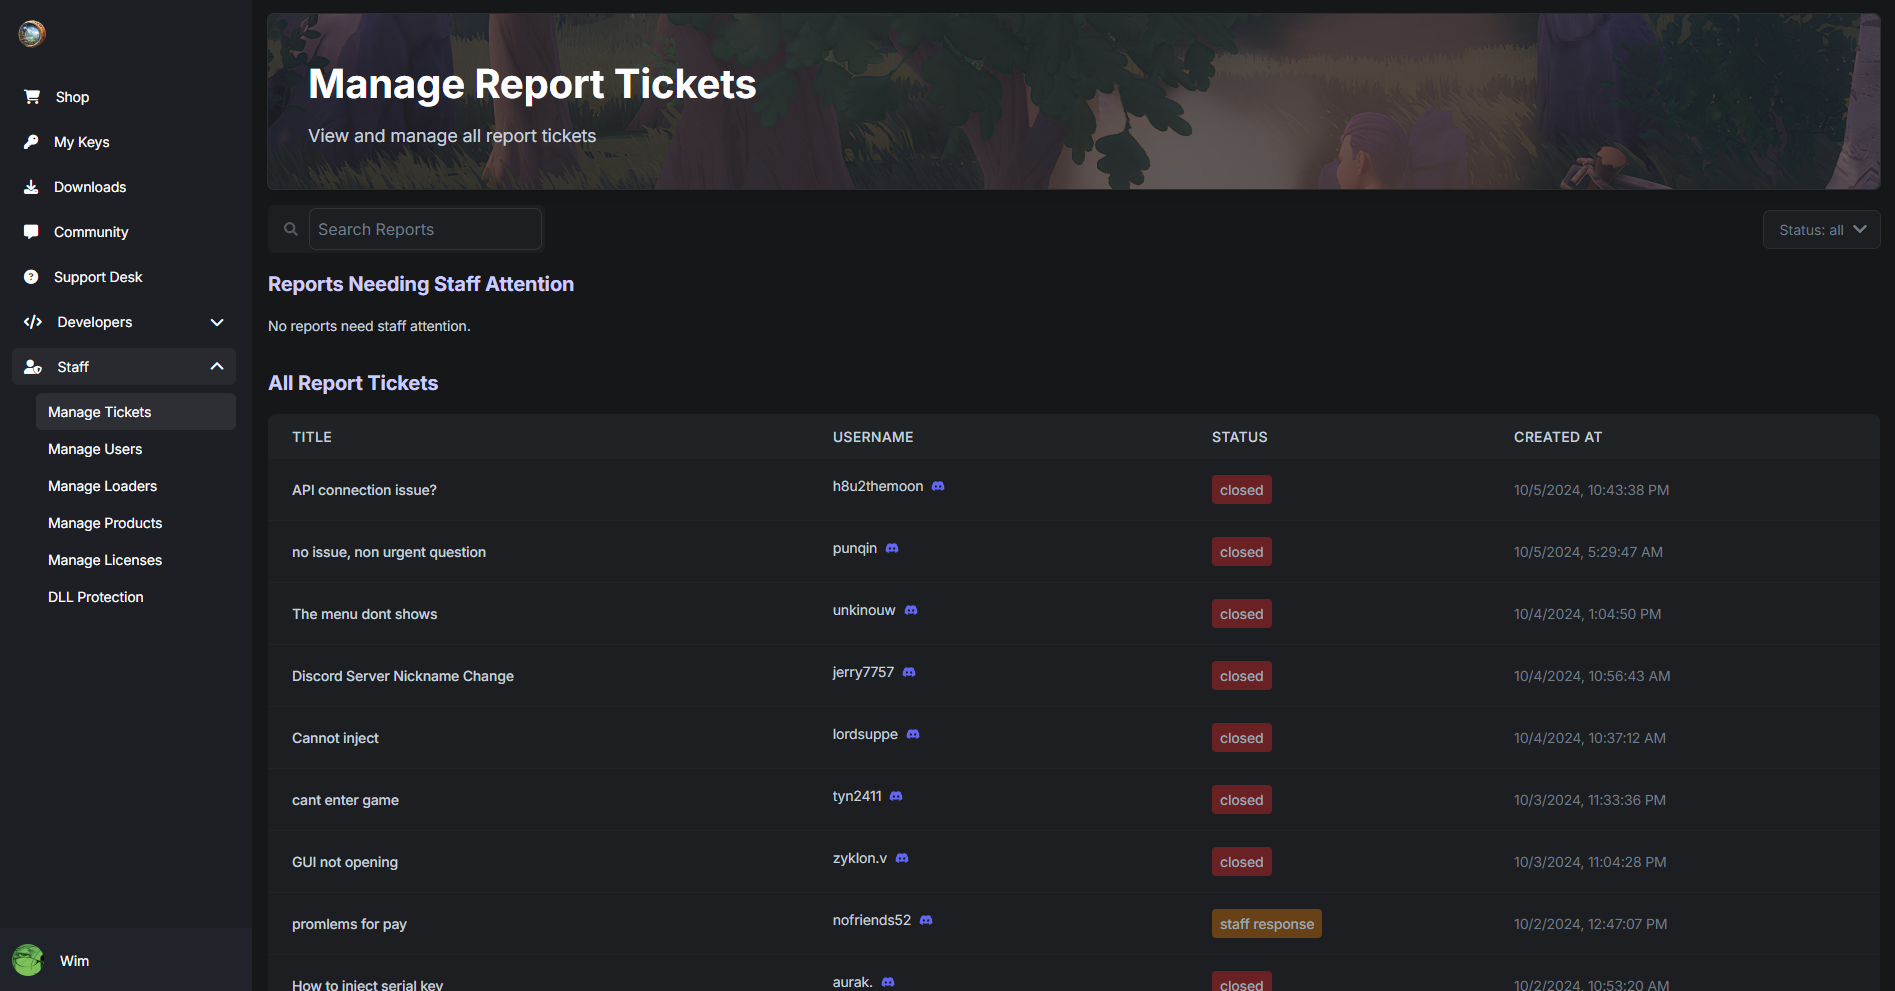 Shop
My Keys
Downloads
Community
Support Desk
Developers
Staff
Manage Tickets
Manage Users
Manage Loaders
Manage Products
Manage Licenses
DLL Protection
Wim
Manage Report Tickets
View and manage all report tickets
Search Reports
Status: all
Reports Needing Staff Attention
No reports need staff attention.
All Report Tickets
TITLE USERNAME STATUS CREATED AT
API connection issue? h8u2themoon closed 10/5/2024, 10:43:38 PM
no issue, non urgent question punqin closed 10/5/2024, 5:29:47 AM
The menu dont shows unkinouw closed 10/4/2024, 1:04:50 PM
Discord Server Nickname Change jerry7757 closed 10/4/2024, 10:56:43 AM
Cannot inject lordsuppe closed 10/4/2024, 10:37:12 AM
cant enter game tyn2411 closed 10/3/2024, 11:33:36 PM
GUI not opening zyklon.v closed 10/3/2024, 11:04:28 PM
promlems for pay nofriends52 staff response 10/2/2024, 12:47:07 PM
How to inject serial key aurak. closed 10/2/2024, 10:53:20 AM